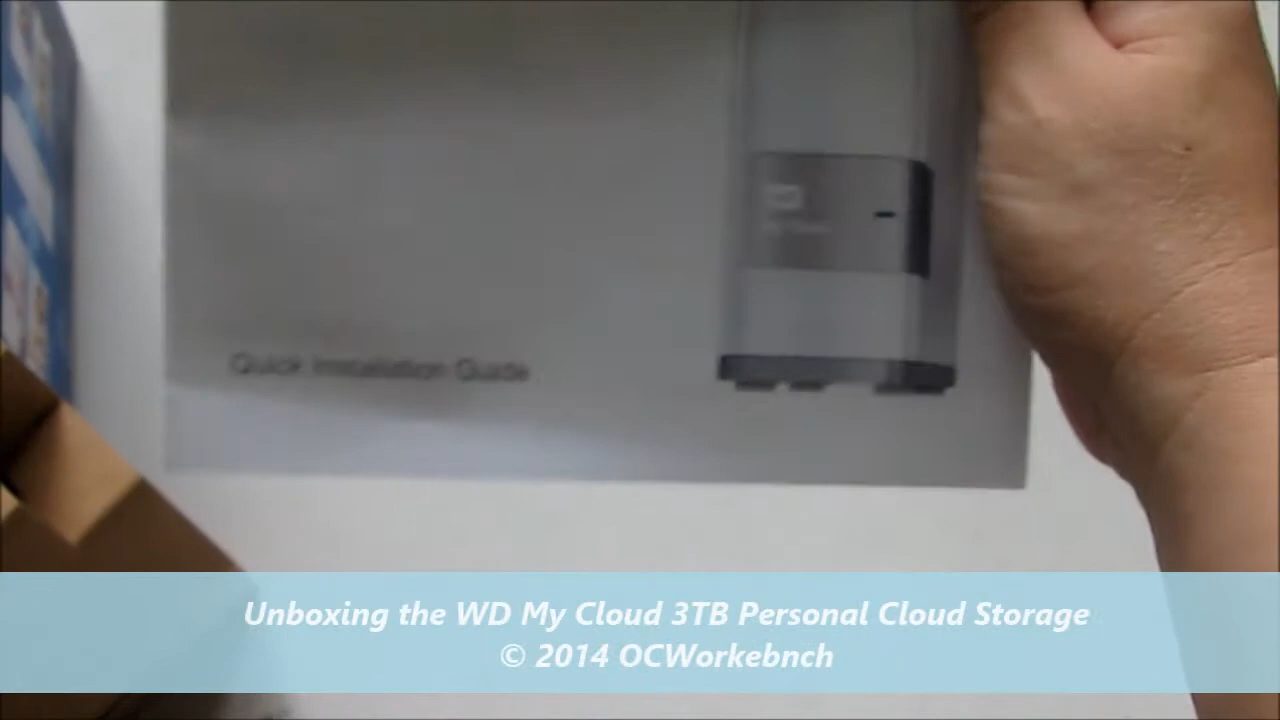 Quick Installation Guide
Unboxing the WD My Cloud 3TB Personal Cloud Storage
© 2014 OCWorkebnch